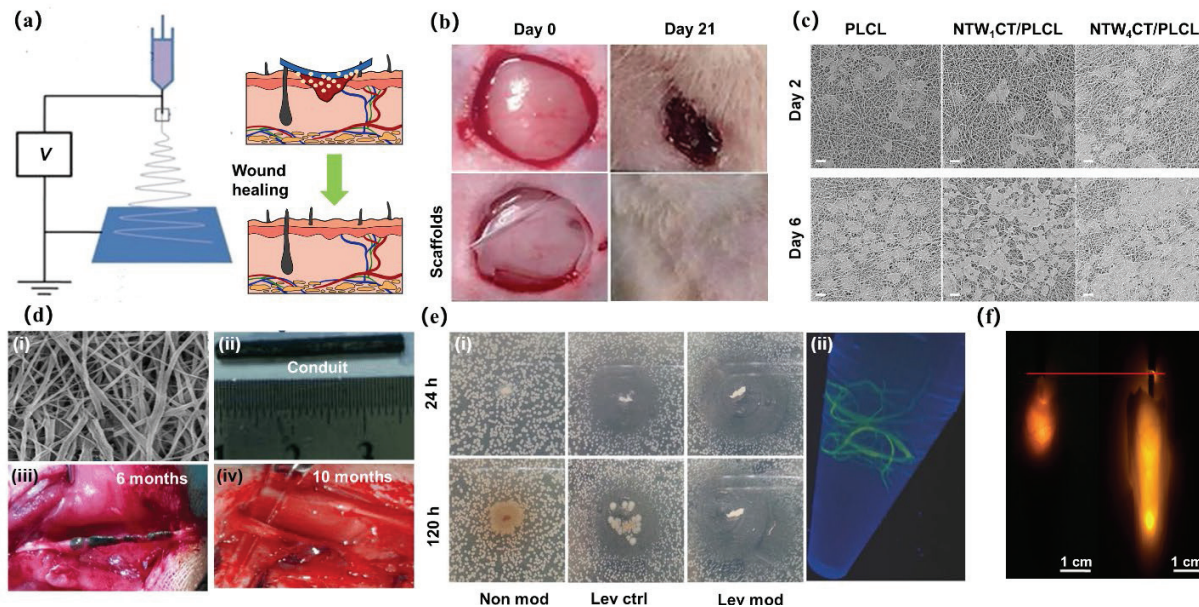 (a)
V
Wound
healing
(b)
Day 0
Day 21
Scaffolds
(c)
PLCL
NTW₁CT/PLCL
NTW₄CT/PLCL
Day 2
Day 6
(d)
(i)
(ii)
Conduit
3
(iii)
6 months
(iv)
10 months
(e)
(i)
(ii)
24 h
120 h
Non mod
Lev ctrl
Lev mod
(f)
1 cm
1 cm